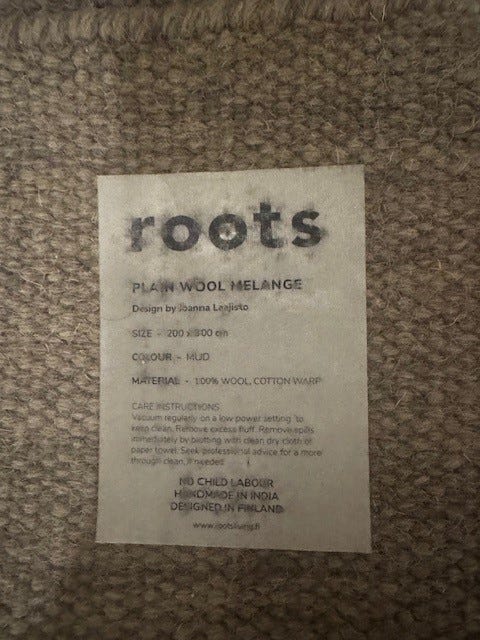 roots
PLAIN WOOL MELANGE
Design by Joanna Laajisto
SIZE - 200 x 300 cm
COLOUR - MUD
MATERIAL - 100% WOOL, COTTON WARP
CARE INSTRUCTIONS
Vacuum regularly on a low power setting to
keep clean. Remove excess fluff. Remove spills
immediately by blotting with clean dry cloth or
paper towel. Seek professional advice for a more
through clean, if needed.
NO CHILD LABOUR
HANDMADE IN INDIA
DESIGNED IN FINLAND
www.rootsliving.fi